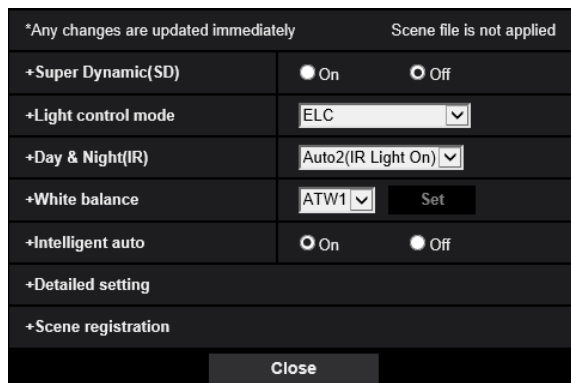 *Any changes are updated immediately Scene file is not applied
+Super Dynamic(SD) On Off
+Light control mode ELC
+Day & Night(IR) Auto2(IR Light On)
+White balance ATW1 Set
+Intelligent auto On Off
+Detailed setting
+Scene registration
Close